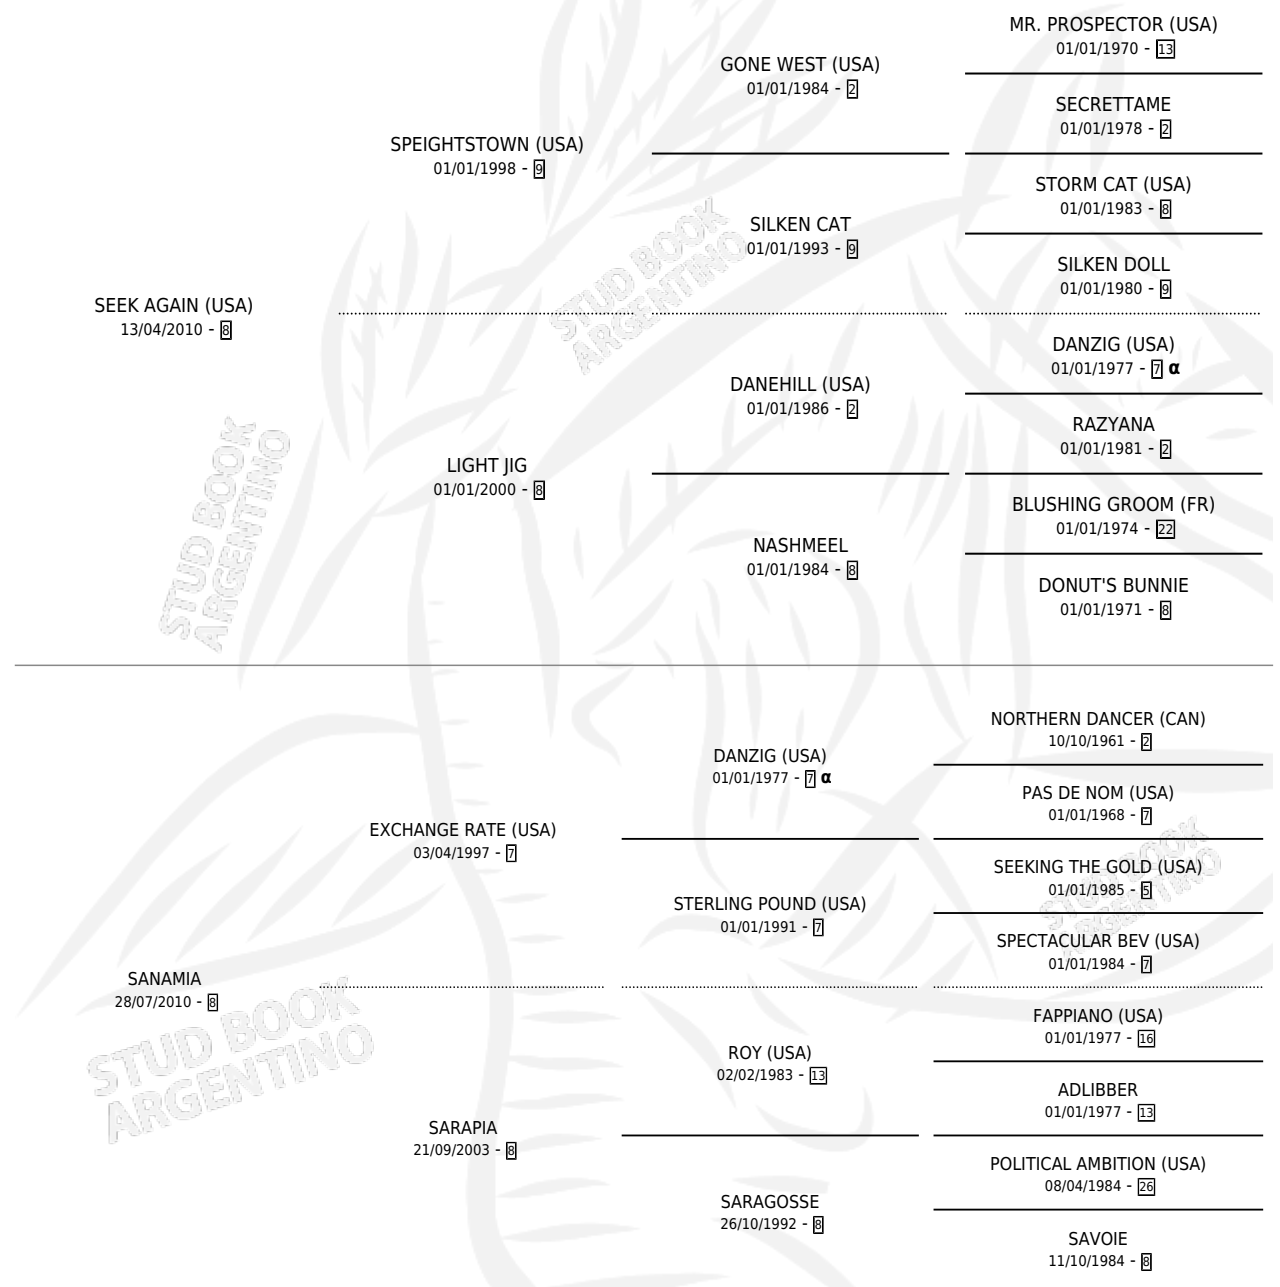 MR. PROSPECTOR (USA)
01/01/1970 - 13
GONE WEST (USA)
01/01/1984 - 2
SECRETTAME
01/01/1978 - 2
SPEIGHTSTOWN (USA)
01/01/1998 - 9
STORM CAT (USA)
01/01/1983 - 8
SILKEN CAT
01/01/1993 - 9
SILKEN DOLL
01/01/1980 - 9
SEEK AGAIN (USA)
13/04/2010 - 8
DANZIG (USA)
01/01/1977 - 7 α
DANEHILL (USA)
01/01/1986 - 2
RAZYANA
01/01/1981 - 2
LIGHT JIG
01/01/2000 - 8
BLUSHING GROOM (FR)
01/01/1974 - 22
NASHMEEL
01/01/1984 - 8
DONUT'S BUNNIE
01/01/1971 - 8
STUD BOOK
ARGENTINO
STUD BOOK
ARGENTINO
NORTHERN DANCER (CAN)
10/10/1961 - 2
DANZIG (USA)
01/01/1977 - 7 α
PAS DE NOM (USA)
01/01/1968 - 7
EXCHANGE RATE (USA)
03/04/1997 - 7
SEEKING THE GOLD (USA)
01/01/1985 - 5
STERLING POUND (USA)
01/01/1991 - 7
SPECTACULAR BEV (USA)
01/01/1984 - 7
SANAMIA
28/07/2010 - 8
FAPPIANO (USA)
01/01/1977 - 16
ROY (USA)
02/02/1983 - 13
ADLIBBER
01/01/1977 - 13
SARAPIA
21/09/2003 - 8
POLITICAL AMBITION (USA)
08/04/1984 - 26
SARAGOSSE
26/10/1992 - 8
SAVOIE
11/10/1984 - 8
STUD BOOK
ARGENTINO
STUD BOOK
ARGENTINO